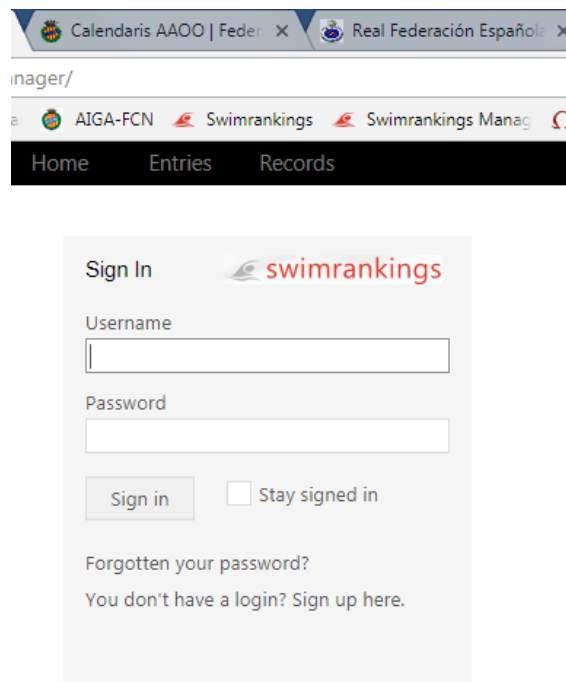 Calendaris AAOO | Feder
Real Federación Española
nager/
AIGA-FCN Swimrankings Swimrankings Manag
Home Entries Records
Sign In swimrankings
Username
Password
Sign in Stay signed in
Forgotten your password?
You don't have a login? Sign up here.